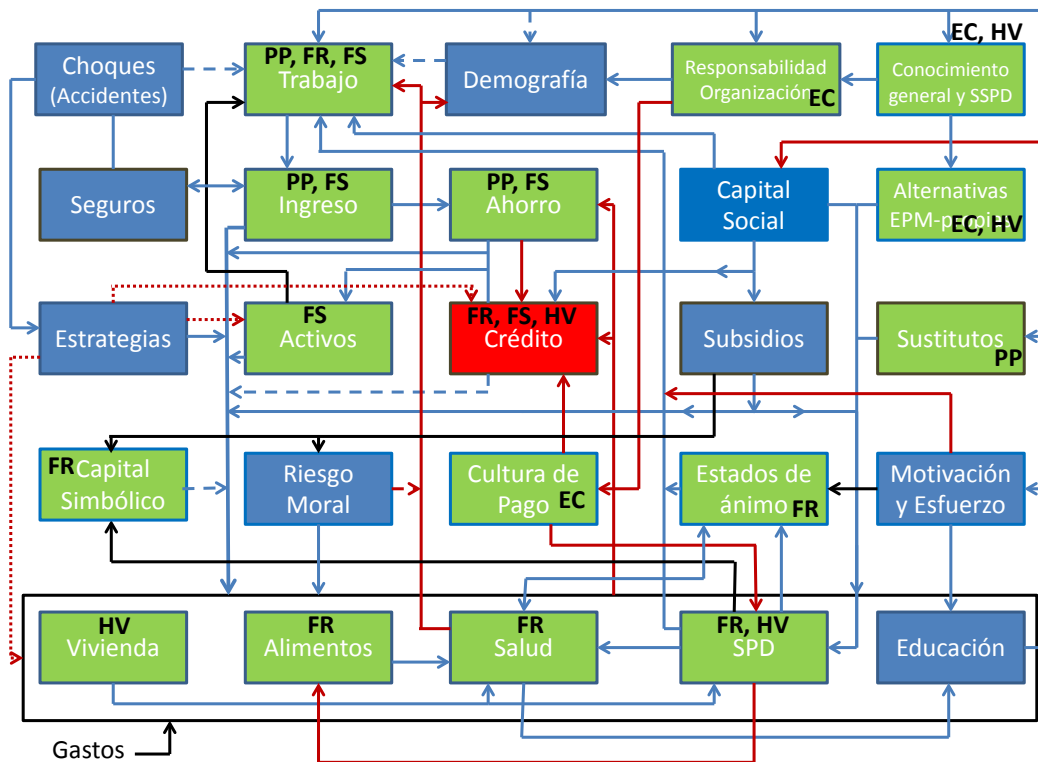 EC, HV
Choques
(Accidentes)
PP, FR, FS
Trabajo
Demografía
Responsabilidad
Organización
EC
Conocimiento
general y SSPD
Seguros
PP, FS
Ingreso
PP, FS
Ahorro
Capital
Social
Alternativas
EPM-propias
EC, HV
Estrategias
FS
Activos
FR, FS, HV
Crédito
Subsidios
Sustitutos
PP
FR
Capital
Simbólico
Riesgo
Moral
Cultura de
Pago
EC
Estados de
ánimo
FR
Motivación
y Esfuerzo
HV
Vivienda
FR
Alimentos
FR
Salud
FR, HV
SPD
Educación
Gastos